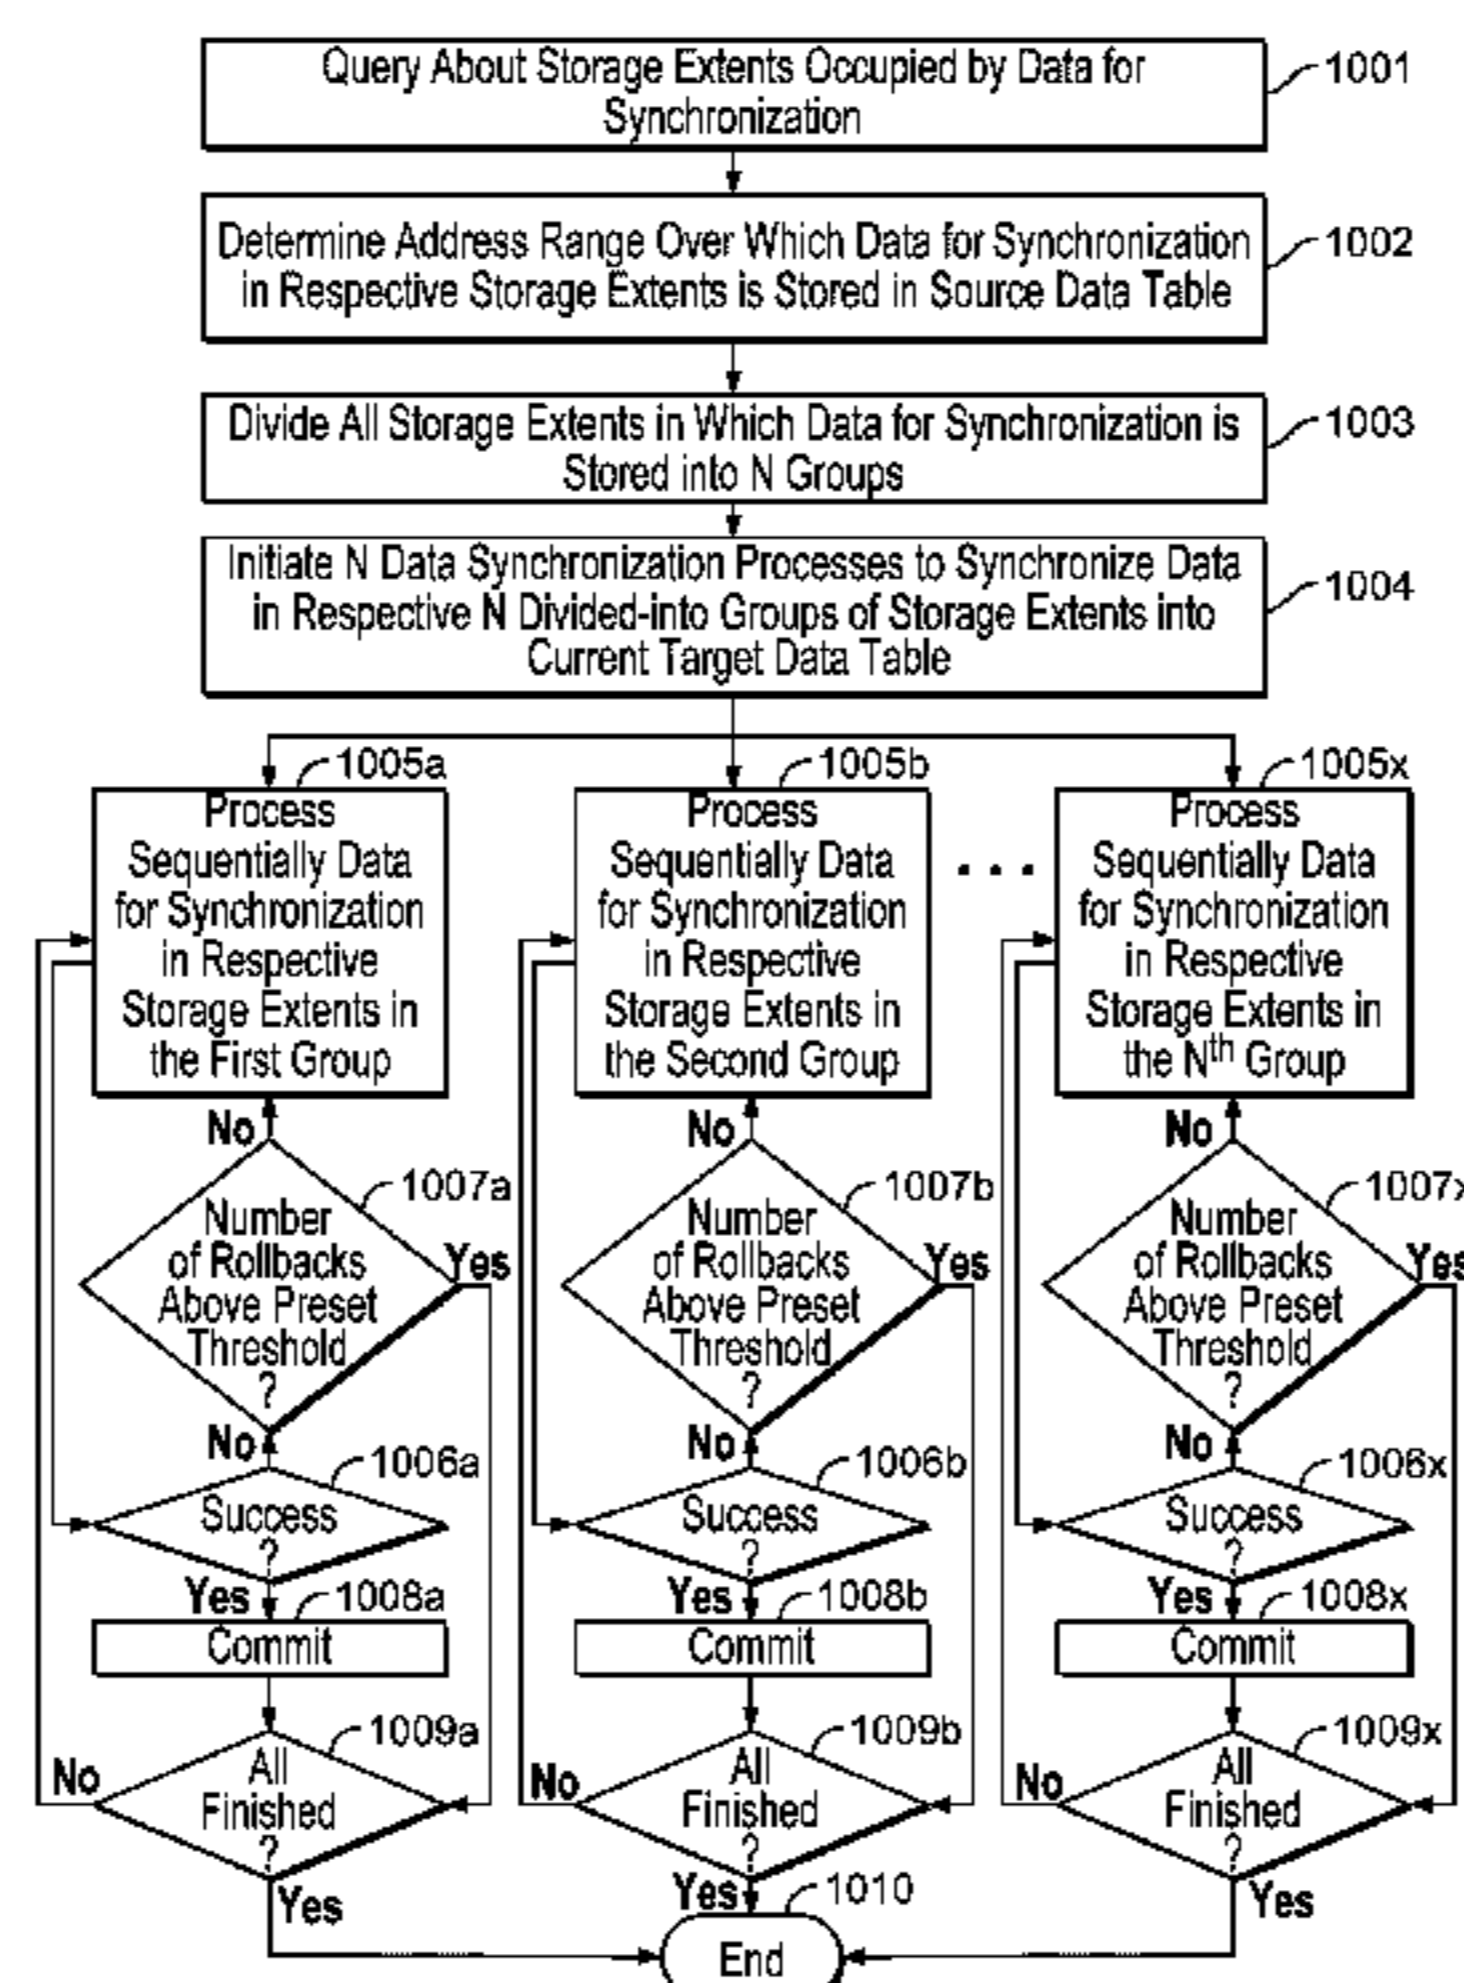 Query About Storage Extents Occupied by Data for
Synchronization
1001
Determine Address Range Over Which Data for Synchronization
in Respective Storage Extents is Stored in Source Data Table
1002
Divide All Storage Extents in Which Data for Synchronization is
Stored into N Groups
1003
Initiate N Data Synchronization Processes to Synchronize Data
in Respective N Divided-into Groups of Storage Extents into
Current Target Data Table
1004
1005a
Process
Sequentially Data
for Synchronization
in Respective
Storage Extents in
the First Group
No
1007a
Number
of Rollbacks
Above Preset
Threshold
?
Yes
No
1006a
Success
?
Yes
1008a
Commit
1009a
All
Finished
?
No
Yes
1005b
Process
Sequentially Data
for Synchronization
in Respective
Storage Extents in
the Second Group
No
1007b
Number
of Rollbacks
Above Preset
Threshold
?
Yes
No
1006b
Success
?
Yes
1008b
Commit
1009b
All
Finished
?
No
Yes
. . .
1005x
Process
Sequentially Data
for Synchronization
in Respective
Storage Extents in
the Nth Group
No
1007x
Number
of Rollbacks
Above Preset
Threshold
?
Yes
No
1006x
Success
?
Yes
1008x
Commit
1009x
All
Finished
?
No
Yes
1010
End